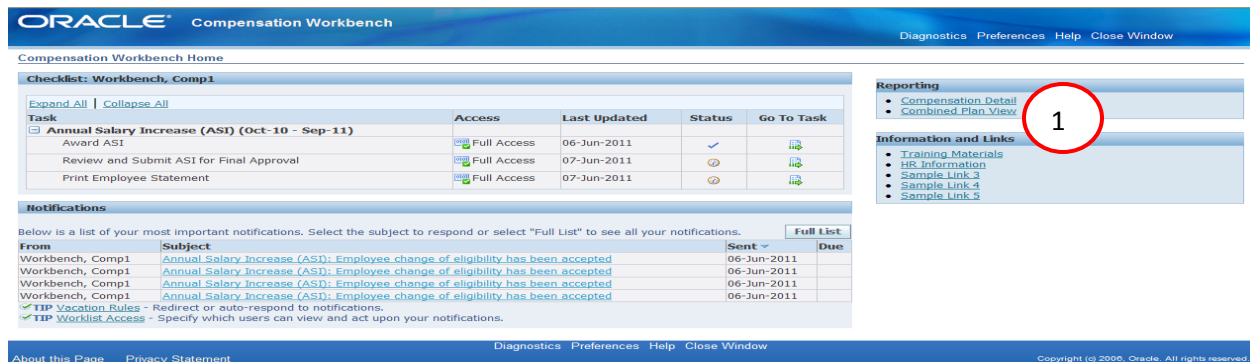 ORACLE® Compensation Workbench
Diagnostics Preferences Help Close Window
Compensation Workbench Home
Checklist: Workbench, Comp1
Expand All | Collapse All
Task Access Last Updated Status Go To Task
Annual Salary Increase (ASI) (Oct-10 - Sep-11)
Award ASI Full Access 06-Jun-2011
Review and Submit ASI for Final Approval Full Access 07-Jun-2011
Print Employee Statement Full Access 07-Jun-2011
Notifications
Below is a list of your most important notifications. Select the subject to respond or select "Full List" to see all your notifications. Full List
From Subject Sent Due
Workbench, Comp1 Annual Salary Increase (ASI): Employee change of eligibility has been accepted 06-Jun-2011
Workbench, Comp1 Annual Salary Increase (ASI): Employee change of eligibility has been accepted 06-Jun-2011
Workbench, Comp1 Annual Salary Increase (ASI): Employee change of eligibility has been accepted 06-Jun-2011
Workbench, Comp1 Annual Salary Increase (ASI): Employee change of eligibility has been accepted 06-Jun-2011
TIP Vacation Rules - Redirect or auto-respond to notifications.
TIP Worklist Access - Specify which users can view and act upon your notifications.
Reporting
Compensation Detail
Combined Plan View
1
Information and Links
Training Materials
HR Information
Sample Link 3
Sample Link 4
Sample Link 5
Diagnostics Preferences Help Close Window
About this Page Privacy Statement Copyright (c) 2006, Oracle. All rights reserved.